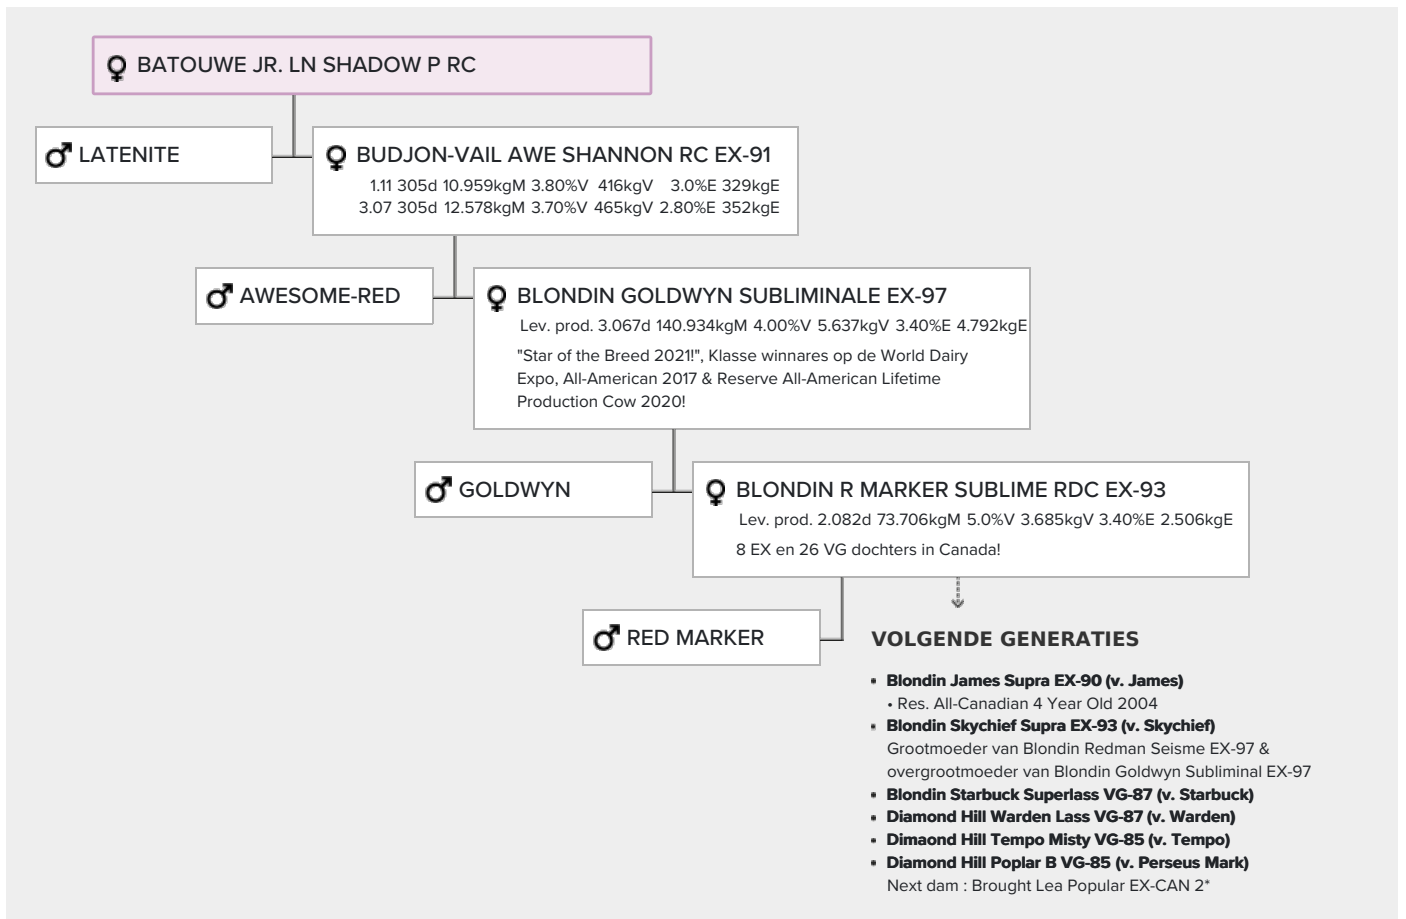 BATOUWE JR. LN SHADOW P RC
LATENITE
BUDJON-VAIL AWE SHANNON RC EX-91
1.11 305d 10.959kgM 3.80%V 416kgV 3.0%E 329kgE
3.07 305d 12.578kgM 3.70%V 465kgV 2.80%E 352kgE
AWESOME-RED
BLONDIN GOLDWYN SUBLIMINALE EX-97
Lev. prod. 3.067d 140.934kgM 4.00%V 5.637kgV 3.40%E 4.792kgE
"Star of the Breed 2021!", Klasse winnares op de World Dairy
Expo, All-American 2017 & Reserve All-American Lifetime
Production Cow 2020!
GOLDWYN
BLONDIN R MARKER SUBLIME RDC EX-93
Lev. prod. 2.082d 73.706kgM 5.0%V 3.685kgV 3.40%E 2.506kgE
8 EX en 26 VG dochters in Canada!
RED MARKER
VOLGENDE GENERATIES
▪ Blondin James Supra EX-90 (v. James)
• Res. All-Canadian 4 Year Old 2004
▪ Blondin Skychief Supra EX-93 (v. Skychief)
Grootmoeder van Blondin Redman Seisme EX-97 &
overgrootmoeder van Blondin Goldwyn Subliminal EX-97
▪ Blondin Starbuck Superlass VG-87 (v. Starbuck)
▪ Diamond Hill Warden Lass VG-87 (v. Warden)
▪ Dimaond Hill Tempo Misty VG-85 (v. Tempo)
▪ Diamond Hill Poplar B VG-85 (v. Perseus Mark)
Next dam : Brought Lea Popular EX-CAN 2*